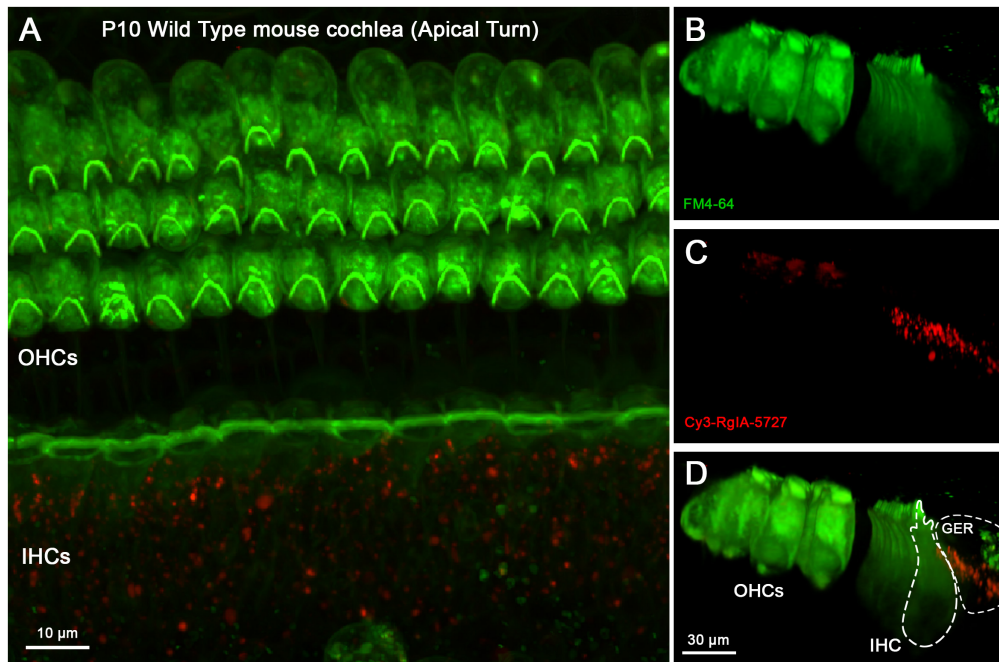 A
P10 Wild Type mouse cochlea (Apical Turn)
OHCs
IHCs
10 µm
B
FM4-64
C
Cy3-RgIA-5727
D
GER
OHCs
IHC
30 µm